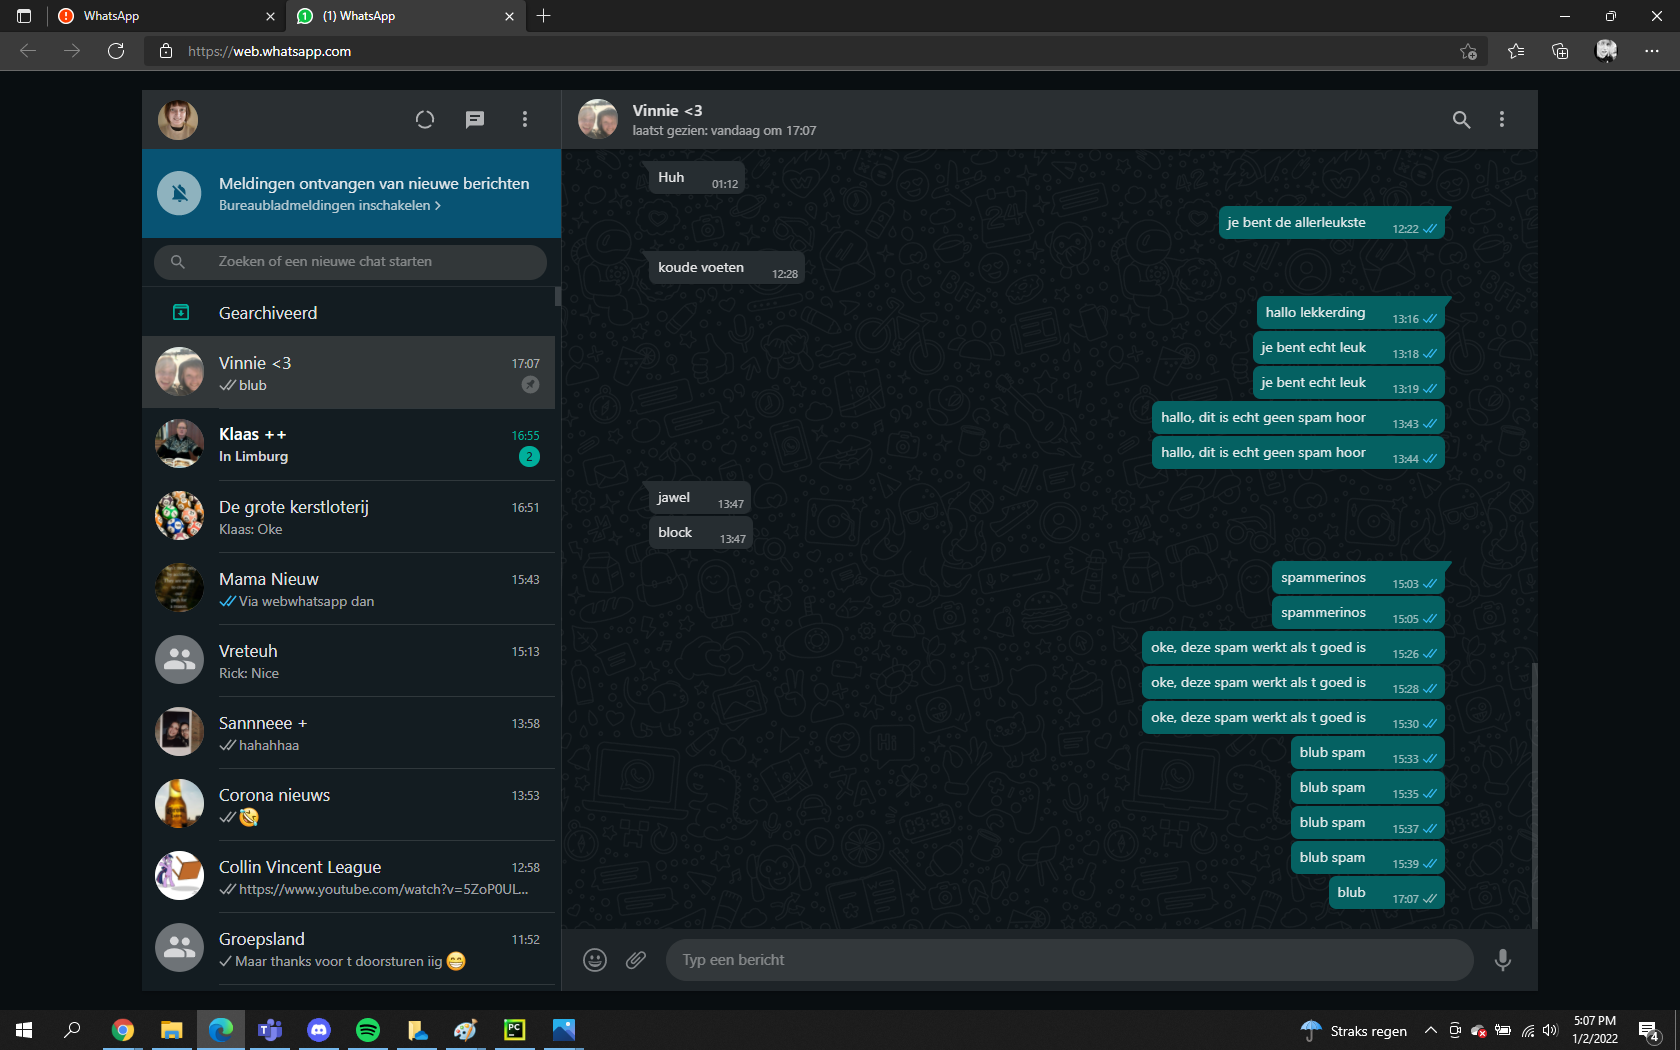 WhatsApp
(1) WhatsApp
https://web.whatsapp.com
Meldingen ontvangen van nieuwe berichten
Bureaubladmeldingen inschakelen >
Zoeken of een nieuwe chat starten
Gearchiveerd
Vinnie <3 17:07
blub
Klaas ++ 16:55
In Limburg 2
De grote kerstloterij 16:51
Klaas: Oke
Mama Nieuw 15:43
Via webwhatsapp dan
Vreteuh 15:13
Rick: Nice
Sannneee + 13:58
hahahhaa
Corona nieuws 13:53
🤣
Collin Vincent League 12:58
https://www.youtube.com/watch?v=5ZoP0UL...
Groepsland 11:52
Maar thanks voor t doorsturen iig 😁
Vinnie <3
laatst gezien: vandaag om 17:07
Huh 01:12
je bent de allerleukste 12:22
koude voeten 12:28
hallo lekkerding 13:16
je bent echt leuk 13:18
je bent echt leuk 13:19
hallo, dit is echt geen spam hoor 13:43
hallo, dit is echt geen spam hoor 13:44
jawel 13:47
block 13:47
spammerinos 15:03
spammerinos 15:05
oke, deze spam werkt als t goed is 15:26
oke, deze spam werkt als t goed is 15:28
oke, deze spam werkt als t goed is 15:30
blub spam 15:33
blub spam 15:35
blub spam 15:37
blub spam 15:39
blub 17:07
Typ een bericht
PC
Straks regen
5:07 PM
1/2/2022
4